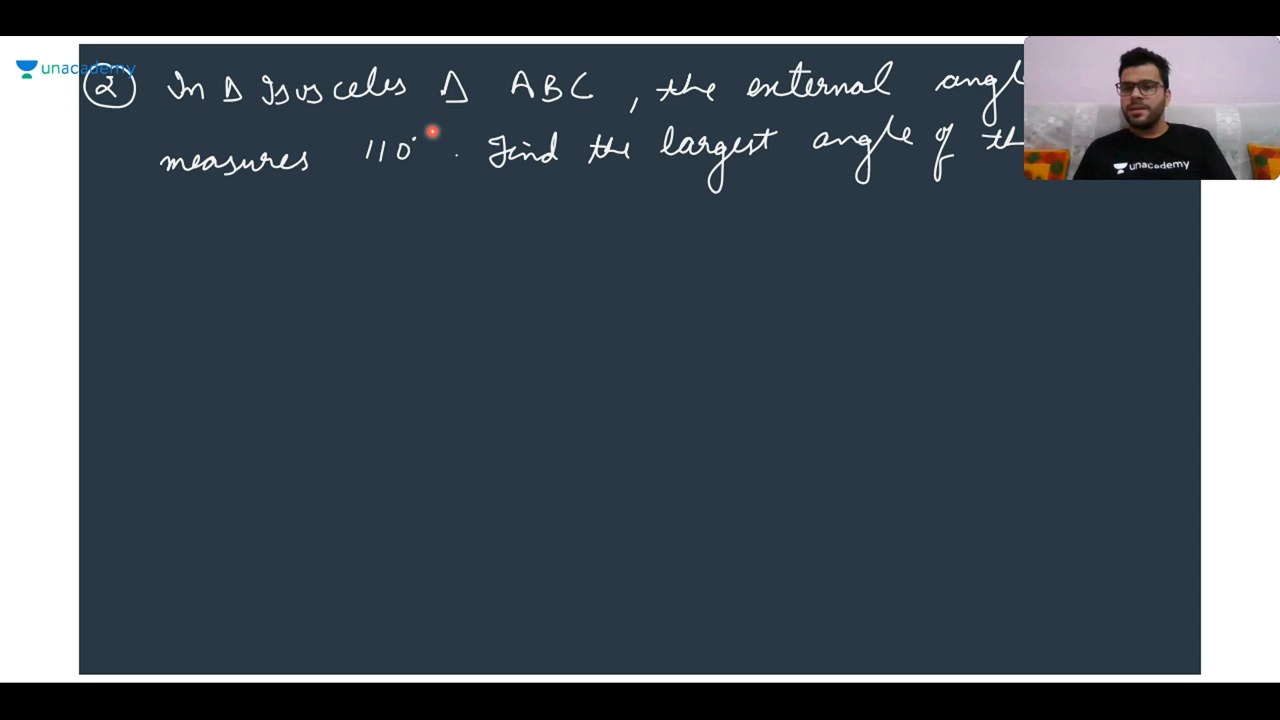 unacademy
2 In Δ Isosceles Δ ABC, the external angl
measures 110°. Find the largest angle of th
unacademy